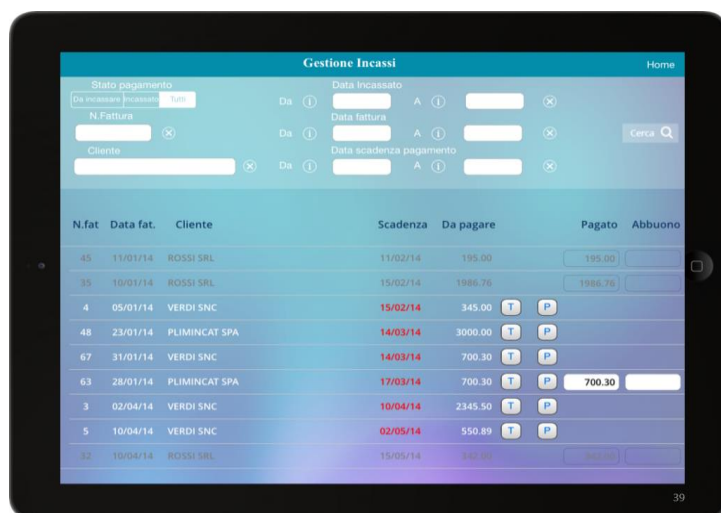 Gestione Incassi Home
Stato pagamento Data Incassato
Da incassare Incassato Tutti Da A
N.Fattura Data fattura
Da A Cerca
Cliente Data scadenza pagamento
Da A
N.fat Data fat. Cliente Scadenza Da pagare Pagato Abbuono
45 11/01/14 ROSSI SRL 11/02/14 195.00 195.00
35 10/01/14 ROSSI SRL 15/02/14 1986.76 1986.76
4 05/01/14 VERDI SNC 15/02/14 345.00 T P
48 23/01/14 PLIMINCAT SPA 14/03/14 3000.00 T P
67 31/01/14 VERDI SNC 14/03/14 700.30 T P
63 28/01/14 PLIMINCAT SPA 17/03/14 700.30 T P 700.30
3 02/04/14 VERDI SNC 10/04/14 2345.50 T P
5 10/04/14 VERDI SNC 02/05/14 550.89 T P
32 10/04/14 ROSSI SRL 15/05/14
39